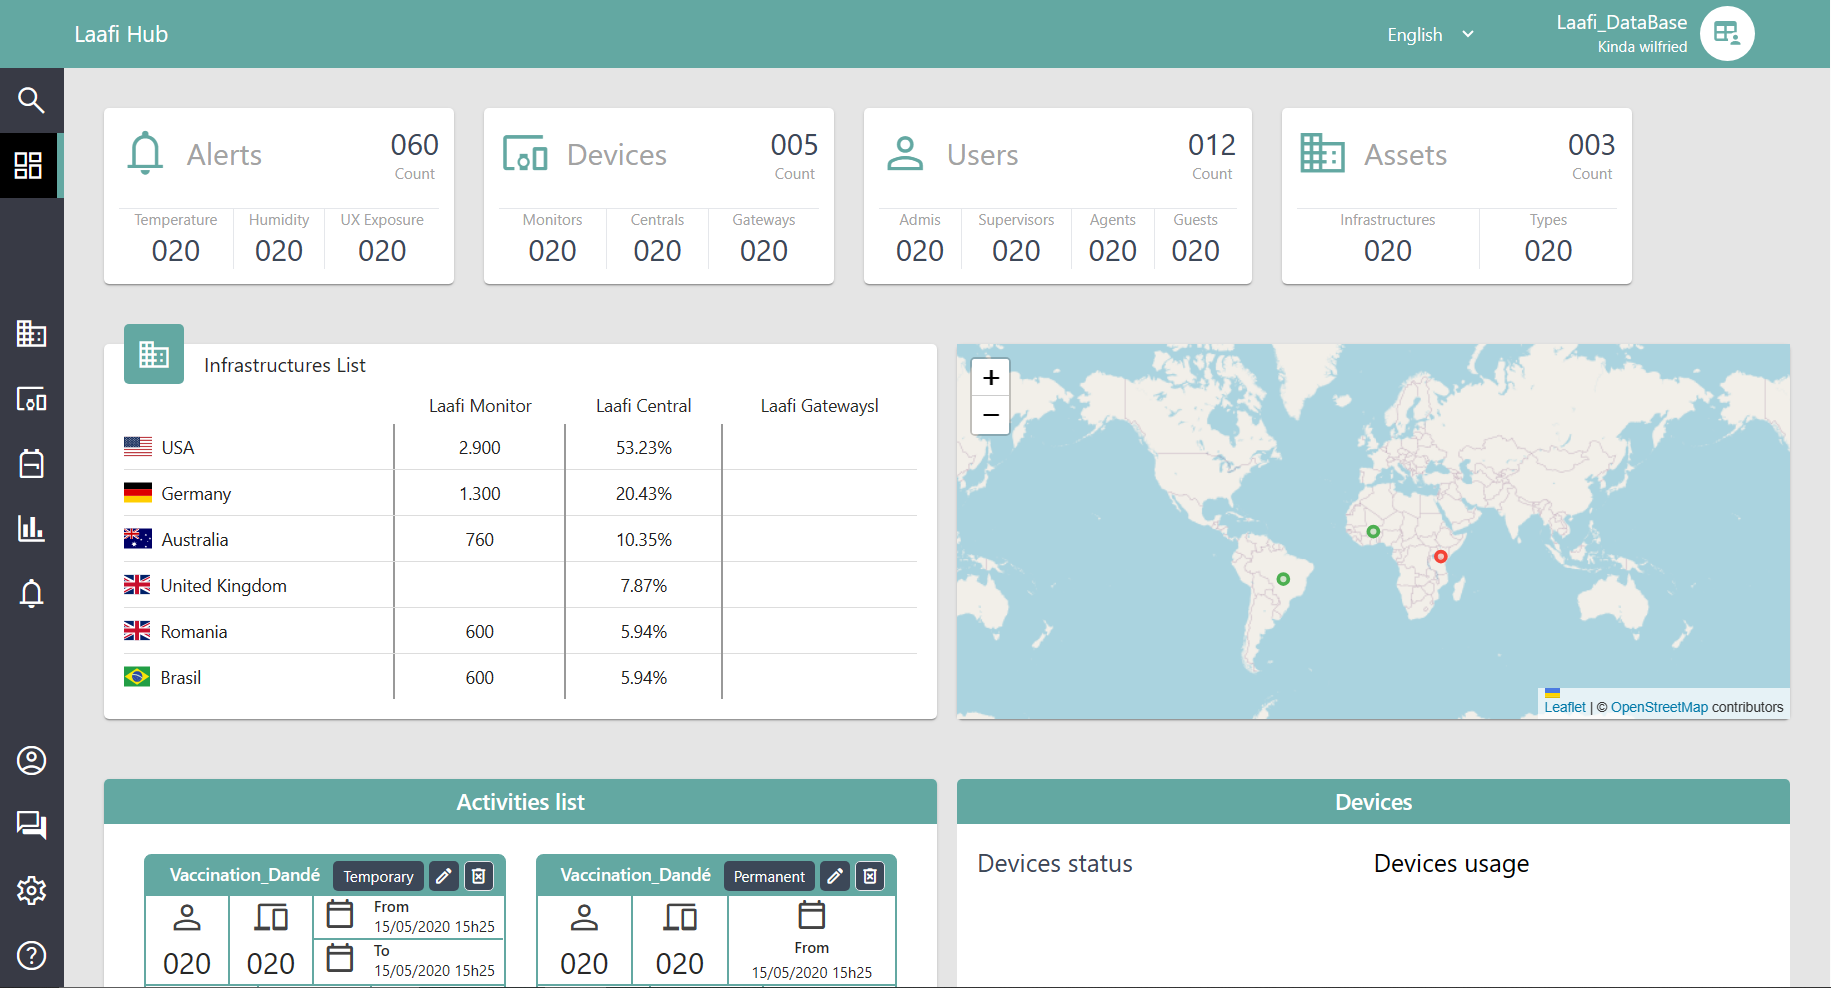 Laafi Hub
English
Laafi_DataBase
Kinda wilfried
Alerts
060
Count
Temperature Humidity UX Exposure
020 020 020
Devices
005
Count
Monitors Centrals Gateways
020 020 020
Users
012
Count
Admis Supervisors Agents Guests
020 020 020 020
Assets
003
Count
Infrastructures Types
020 020
Infrastructures List
Laafi Monitor Laafi Central Laafi Gatewaysl
USA 2.900 53.23%
Germany 1.300 20.43%
Australia 760 10.35%
United Kingdom 7.87%
Romania 600 5.94%
Brasil 600 5.94%
+
−
Leaflet | © OpenStreetMap contributors
Activities list
Vaccination_Dandé Temporary
020 020
From
15/05/2020 15h25
To
15/05/2020 15h25
Vaccination_Dandé Permanent
020 020
From
15/05/2020 15h25
Devices
Devices status Devices usage